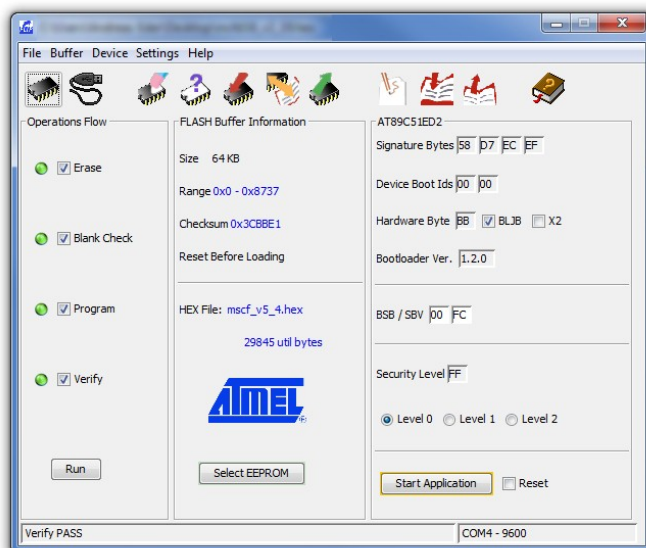 File Buffer Device Settings Help
Operations Flow
Erase
Blank Check
Program
Verify
Run
FLASH Buffer Information
Size 64 KB
Range 0x0 - 0x8737
Checksum 0x3CBBE1
Reset Before Loading
HEX File: mscf_v5_4.hex
29845 util bytes
ATMEL
Select EEPROM
AT89C51ED2
Signature Bytes 58 D7 EC EF
Device Boot Ids 00 00
Hardware Byte BB BLJB X2
Bootloader Ver. 1.2.0
BSB / SBV 00 FC
Security Level FF
Level 0 Level 1 Level 2
Start Application Reset
Verify PASS
COM4 - 9600